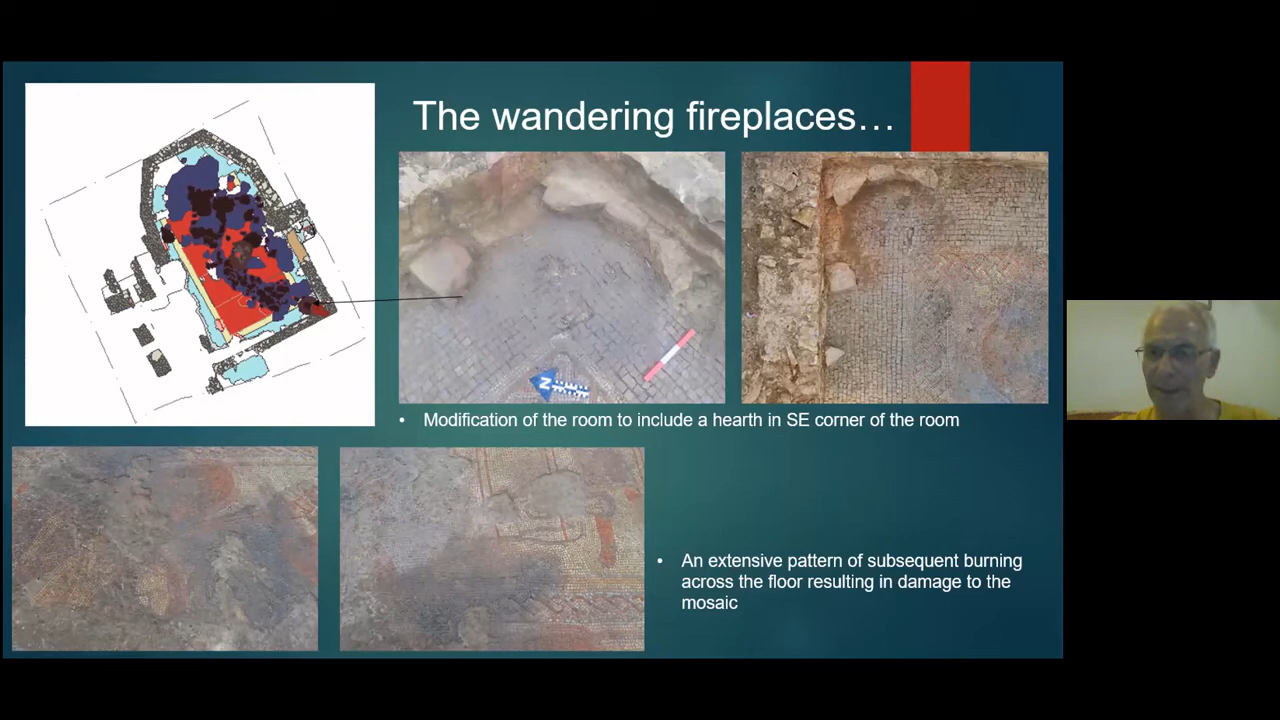 The wandering fireplaces…
N
• Modification of the room to include a hearth in SE corner of the room
• An extensive pattern of subsequent burning
across the floor resulting in damage to the
mosaic